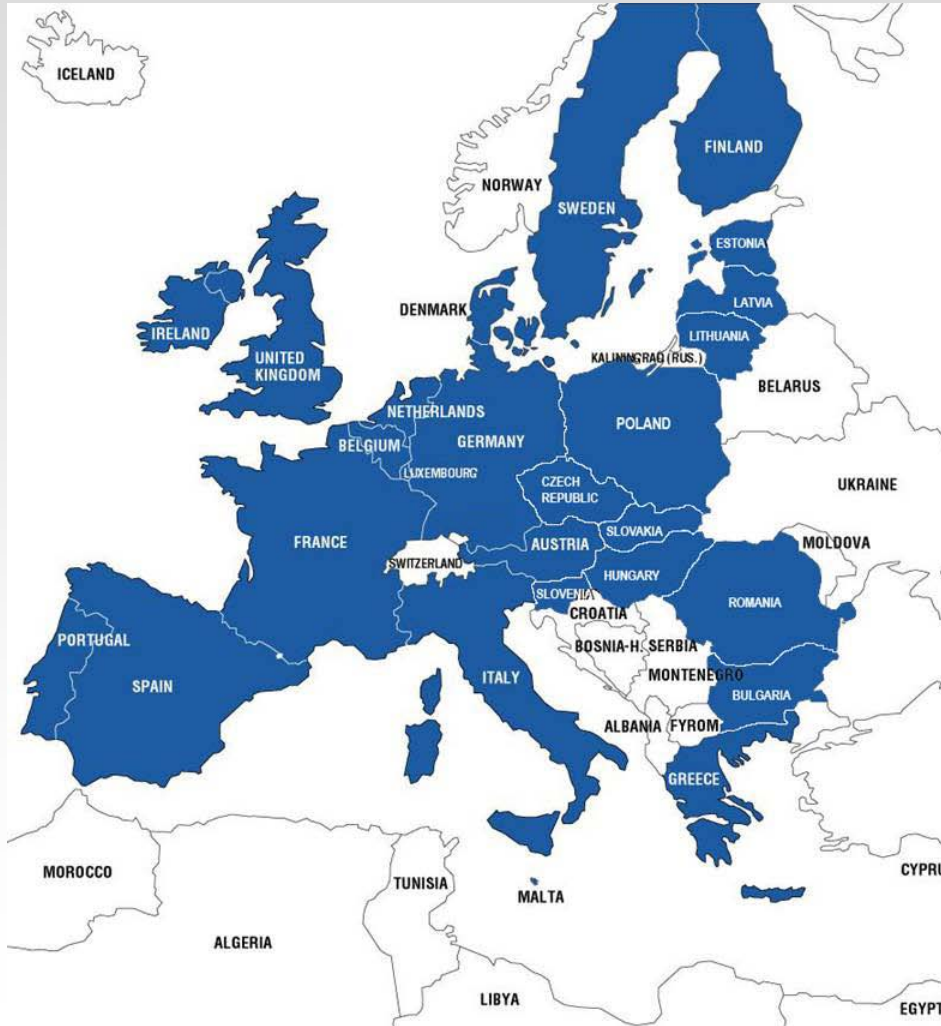 ICELAND
FINLAND
NORWAY
SWEDEN
ESTONIA
DENMARK
LATVIA
IRELAND
LITHUANIA
UNITED
KINGDOM
KALININGRAD (RUS.)
BELARUS
NETHERLANDS
POLAND
BELGIUM
GERMANY
LUXEMBOURG
CZECH
REPUBLIC
UKRAINE
SLOVAKIA
FRANCE
AUSTRIA
MOLDOVA
SWITZERLAND
HUNGARY
SLOVENIA
ROMANIA
CROATIA
PORTUGAL
BOSNIA-H.
SERBIA
SPAIN
ITALY
MONTENEGRO
BULGARIA
ALBANIA
FYROM
GREECE
MOROCCO
TUNISIA
MALTA
CYPRU
ALGERIA
LIBYA
EGYPT